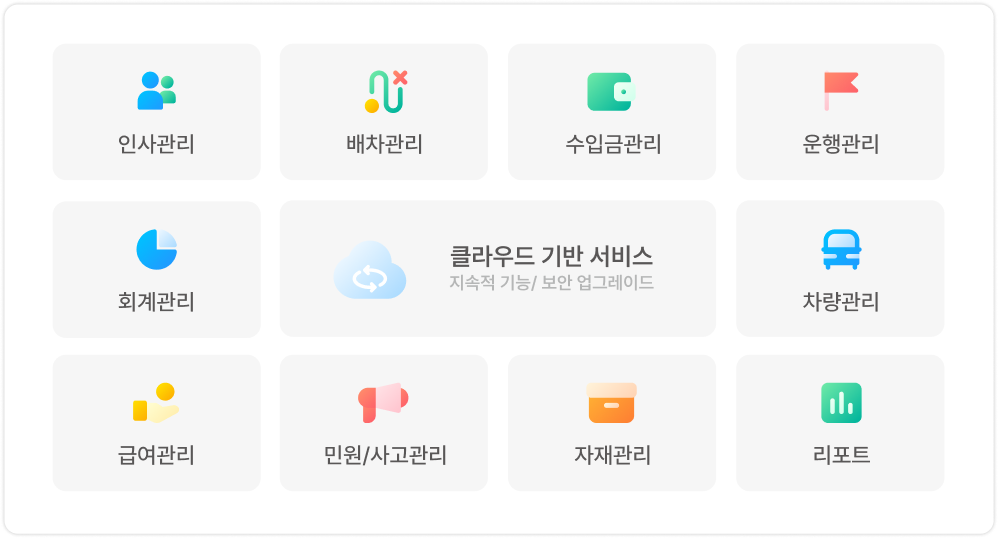 인사관리
배차관리
수입금관리
운행관리
회계관리
클라우드 기반 서비스
지속적 기능/ 보안 업그레이드
차량관리
급여관리
민원/사고관리
자재관리
리포트